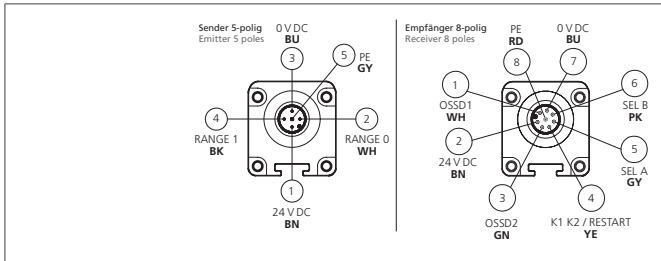 Sender 5-polig
Emitter 5 poles
0 V DC
BU
3
5
PE
GY
4
RANGE 1
BK
2
RANGE 0
WH
1
24 V DC
BN
Empfänger 8-polig
Receiver 8 poles
PE
RD
0 V DC
BU
8
7
1
OSSD1
WH
6
SEL B
PK
2
24 V DC
BN
5
SEL A
GY
3
OSSD2
GN
4
K1 K2 / RESTART
YE